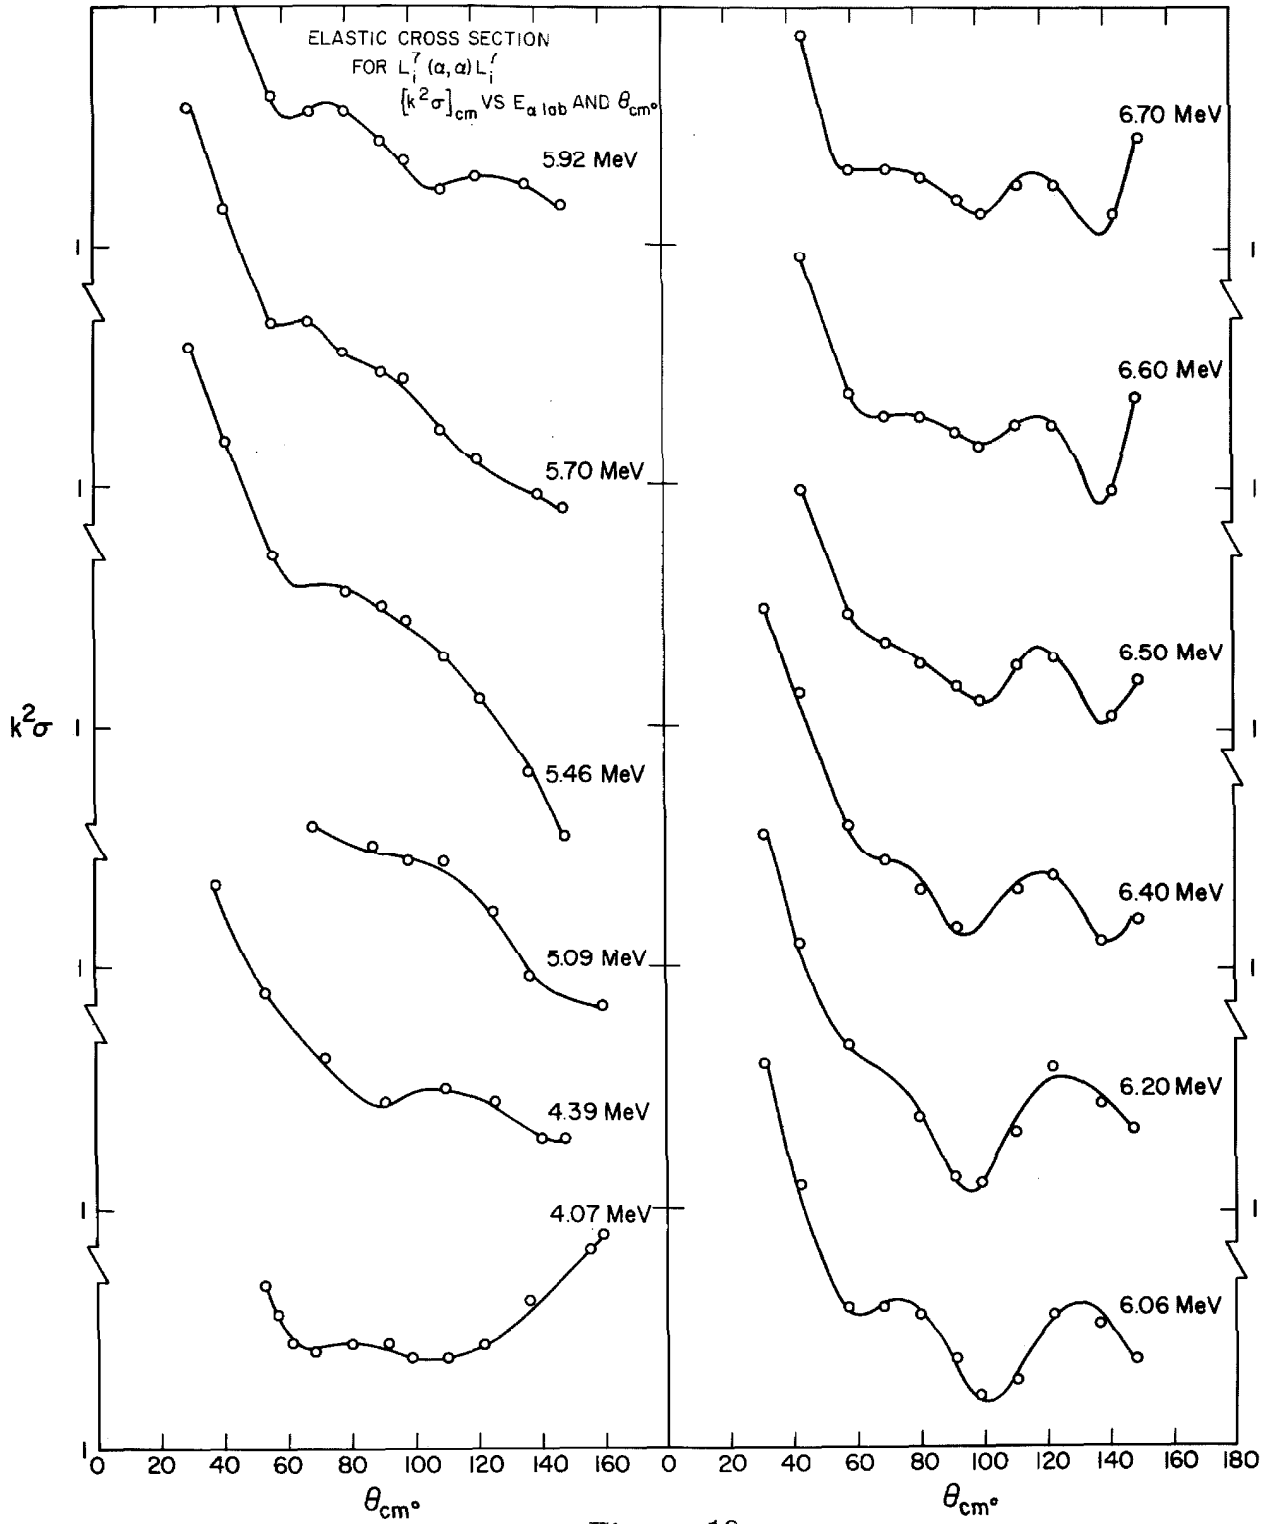 ELASTIC CROSS SECTION
FOR Li⁷(α,α)Li⁷
[k²σ]cm VS Eα lab AND θcm°
5.92 MeV
1
5.70 MeV
1
5.46 MeV
k²σ 1
5.09 MeV
1
4.39 MeV
1
4.07 MeV
1
0 20 40 60 80 100 120 140 160
θcm°
6.70 MeV
1
6.60 MeV
1
6.50 MeV
1
6.40 MeV
1
6.20 MeV
1
6.06 MeV
0 20 40 60 80 100 120 140 160 180
θcm°